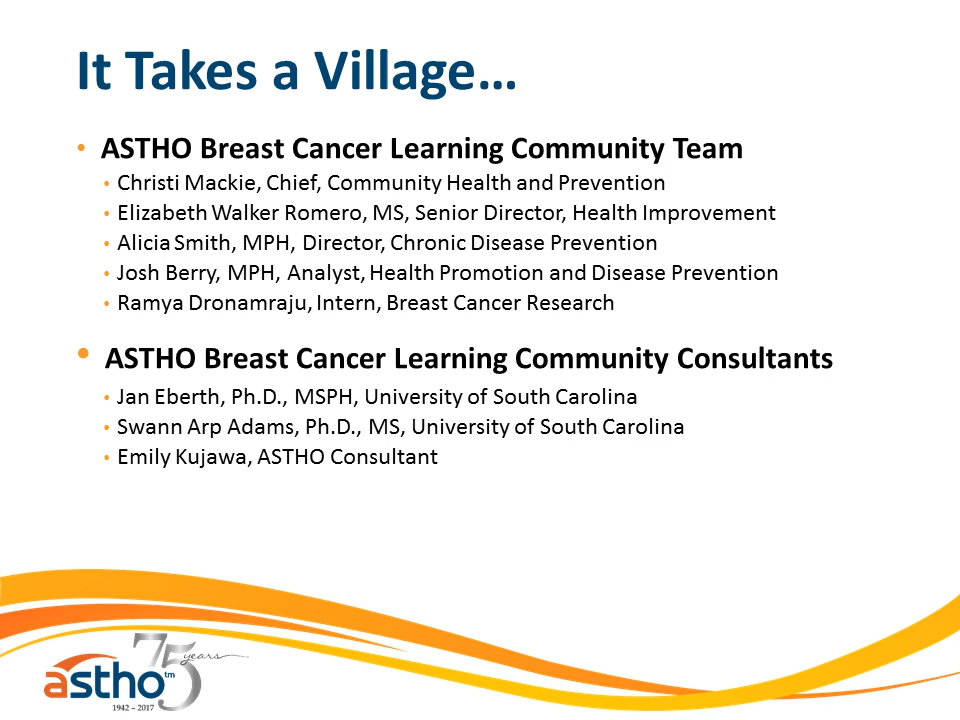 It Takes a Village…
• ASTHO Breast Cancer Learning Community Team
• Christi Mackie, Chief, Community Health and Prevention
• Elizabeth Walker Romero, MS, Senior Director, Health Improvement
• Alicia Smith, MPH, Director, Chronic Disease Prevention
• Josh Berry, MPH, Analyst, Health Promotion and Disease Prevention
• Ramya Dronamraju, Intern, Breast Cancer Research
• ASTHO Breast Cancer Learning Community Consultants
• Jan Eberth, Ph.D., MSPH, University of South Carolina
• Swann Arp Adams, Ph.D., MS, University of South Carolina
• Emily Kujawa, ASTHO Consultant
75 years
astho™
1942 – 2017